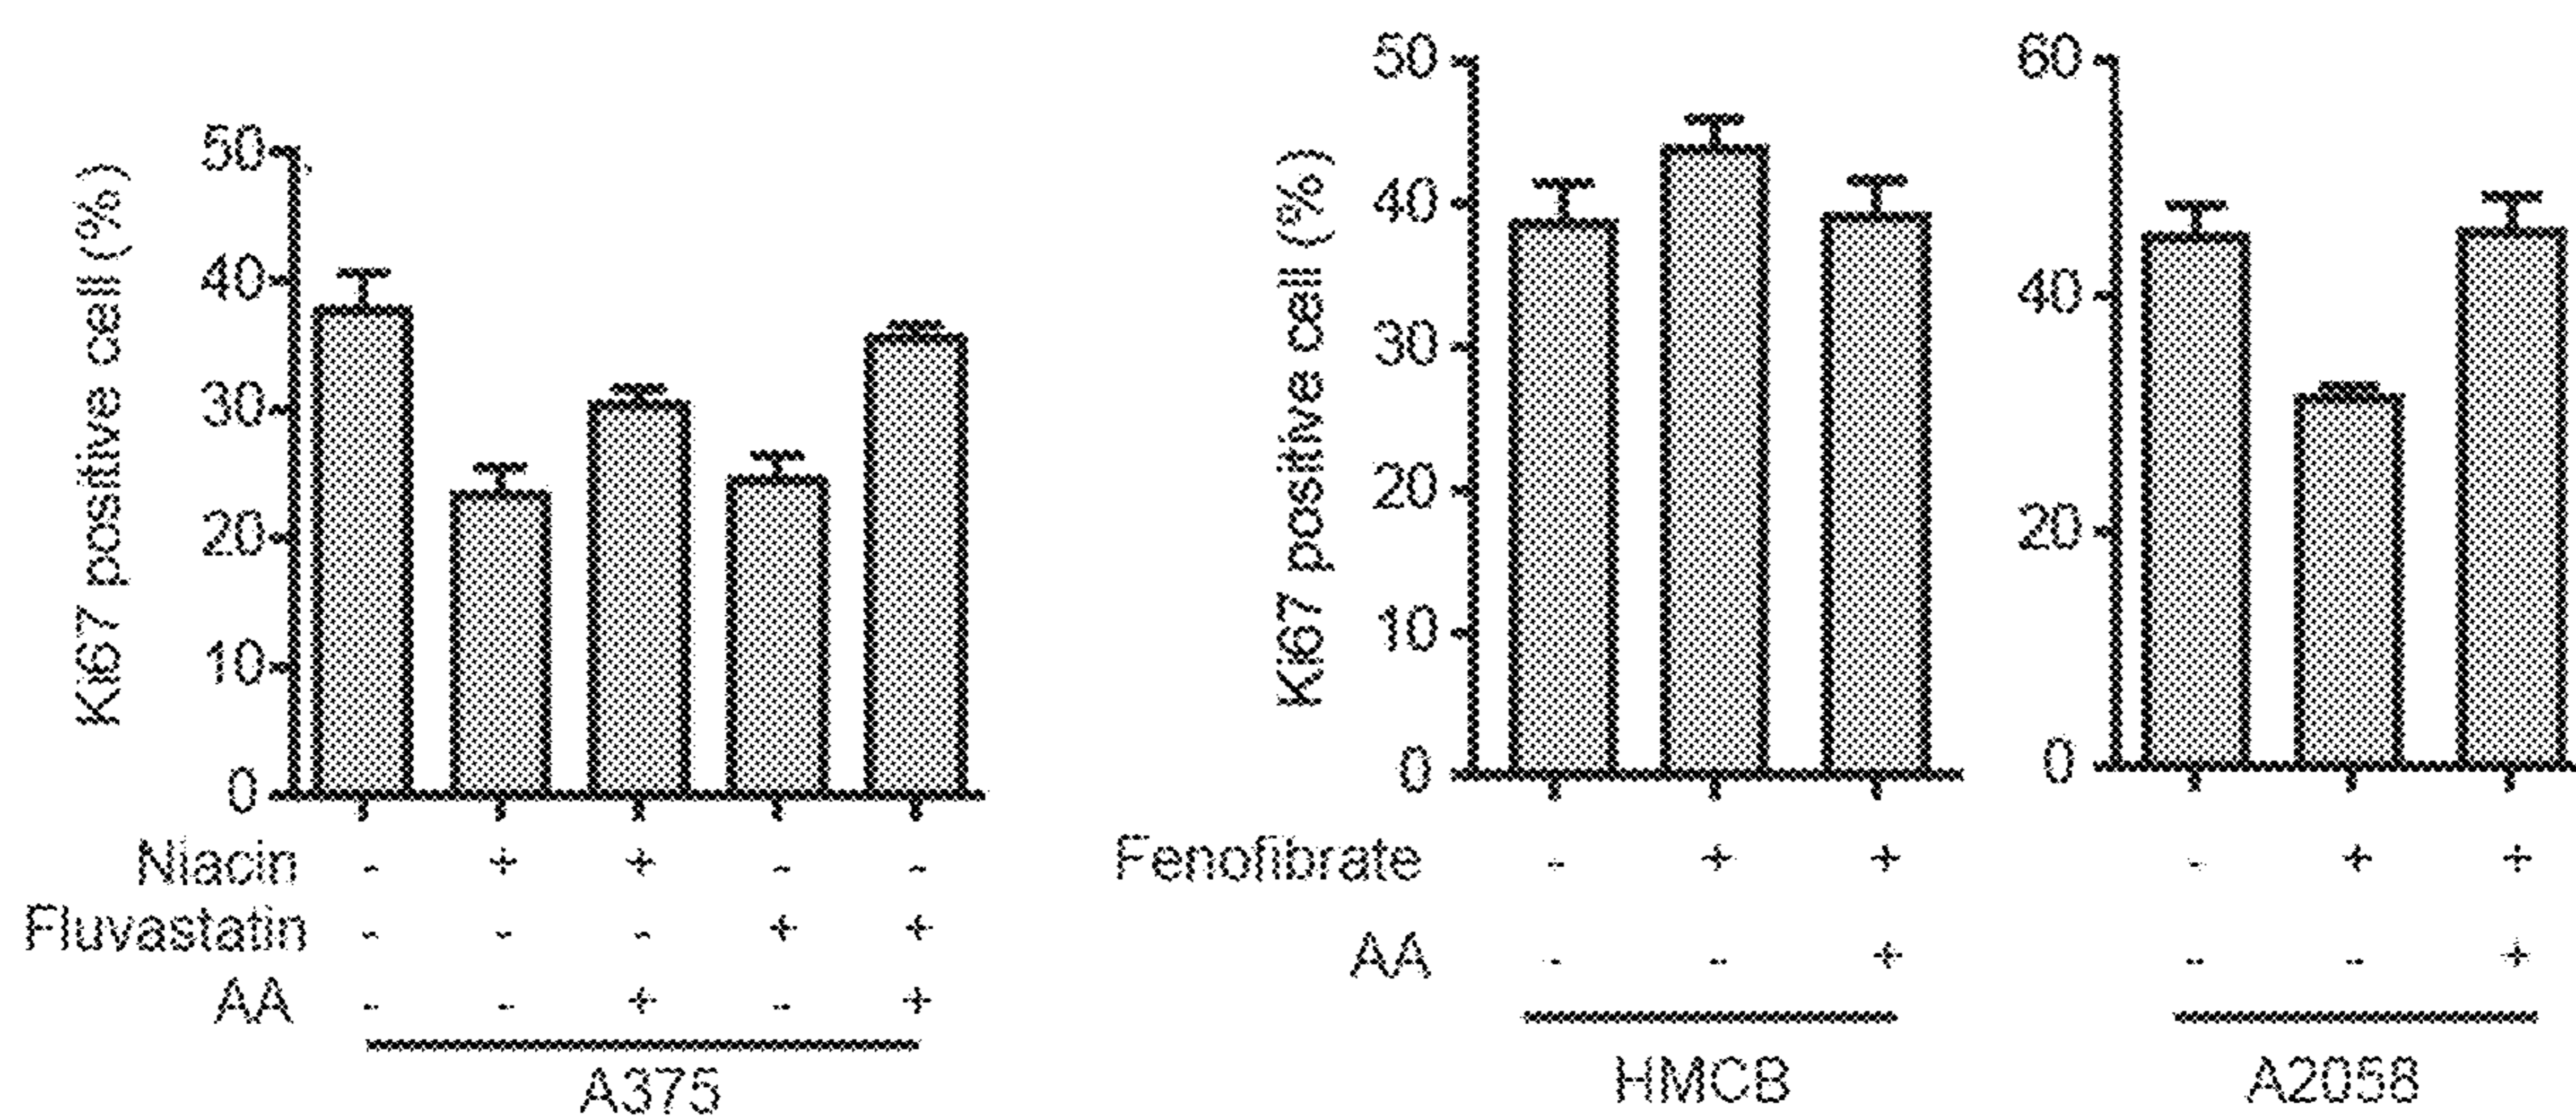 Ki67 positive cell (%)
50
40
30
20
10
0
Niacin - + + - -
Fluvastatin - - - + +
AA - - + - +
A375
Ki67 positive cell (%)
50
40
30
20
10
0
60
40
20
0
Fenofibrate - + + - + +
AA - - + - - +
HMCB
A2058